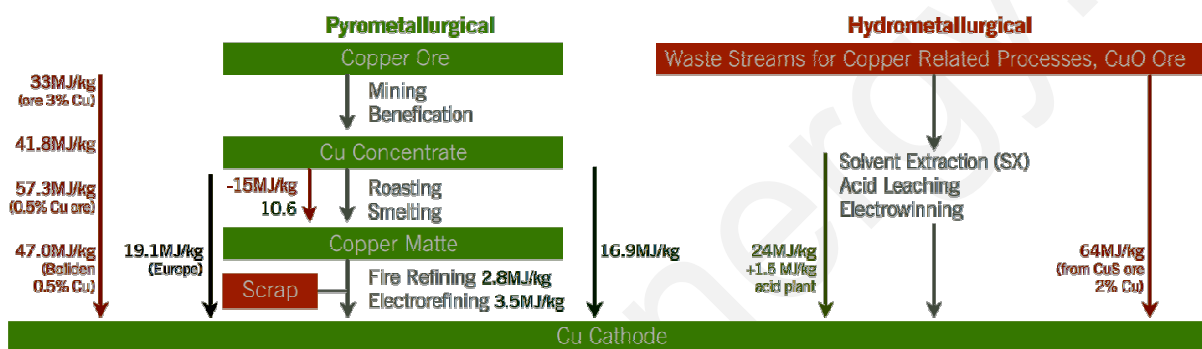 Pyrometallurgical
Hydrometallurgical
Copper Ore
Waste Streams for Copper Related Processes, CuO Ore
33MJ/kg
(ore 3% Cu)
Mining
Benefication
41.8MJ/kg
Cu Concentrate
Solvent Extraction (SX)
Acid Leaching
Electrowinning
57.3MJ/kg
(0.5% Cu ore)
-15MJ/kg
10.6
Roasting
Smelting
47.0MJ/kg
(Boliden
0.5% Cu)
19.1MJ/kg
(Europe)
Copper Matte
16.9MJ/kg
24MJ/kg
+1.5 MJ/kg
acid plant
64MJ/kg
(from CuS ore
2% Cu)
Scrap
Fire Refining 2.8MJ/kg
Electrorefining 3.5MJ/kg
Cu Cathode